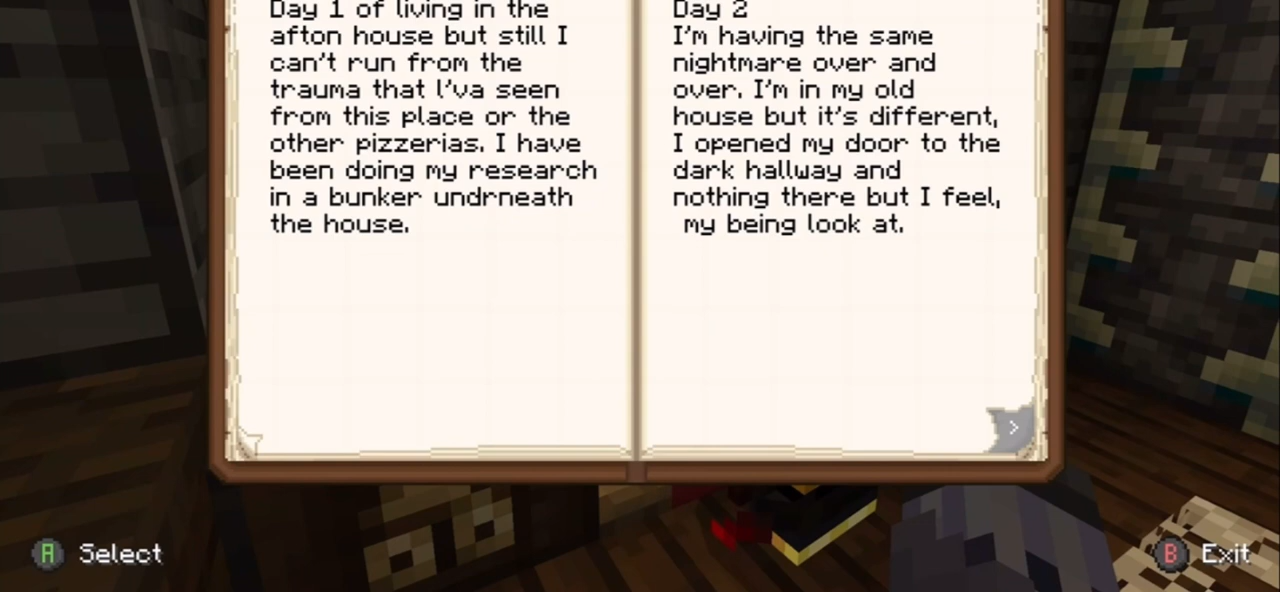 Day 1 of living in the
afton house but still I
can't run from the
trauma that I'va seen
from this place or the
other pizzerias. I have
been doing my research
in a bunker undrneath
the house.
Day 2
I'm having the same
nightmare over and
over. I'm in my old
house but it's different,
I opened my door to the
dark hallway and
nothing there but I feel,
my being look at.
A Select
B Exit